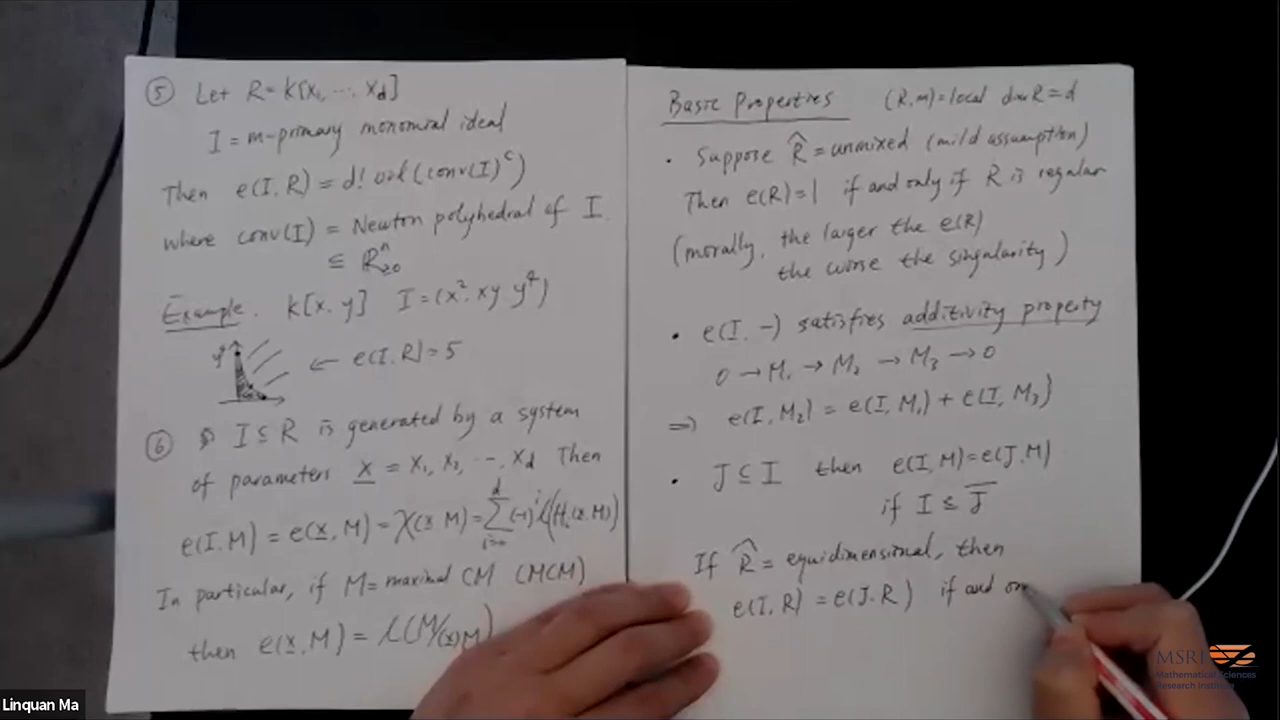 ⑤ Let R = k[x₁, ..., x_d]
I = m-primary monomial ideal
Then e(I, R) = d! vol(conv(I)^c)
where conv(I) = Newton polyhedral of I
⊆ R^n_≥0
Example. k[x, y] I = (x², xy, y⁴)
y⁴
← e(I, R) = 5
⑥ I ⊆ R is generated by a system
of parameters x = x₁, x₂, ..., x_d Then
e(I, M) = e(x, M) = χ(x, M) = Σ_{i=0}^d (-1)^i l(H_i(x, M))
In particular, if M = maximal CM (MCM)
then e(x, M) = l(M/(x)M)
Basic Properties (R, m) = local dim R = d
• Suppose R̂ = unmixed (mild assumption)
Then e(R) = 1 if and only if R is regular
(morally, the larger the e(R)
the worse the singularity)
• e(I, -) satisfies additivity property
0 → M₁ → M₂ → M₃ → 0
⇒ e(I, M₂) = e(I, M₁) + e(I, M₃)
• J ⊆ I then e(I, M) = e(J, M)
if I ⊆ J̄
If R̂ = equidimensional, then
e(I, R) = e(J, R) if and on
MSRI
Mathematical Sciences
Research Institute
Linquan Ma